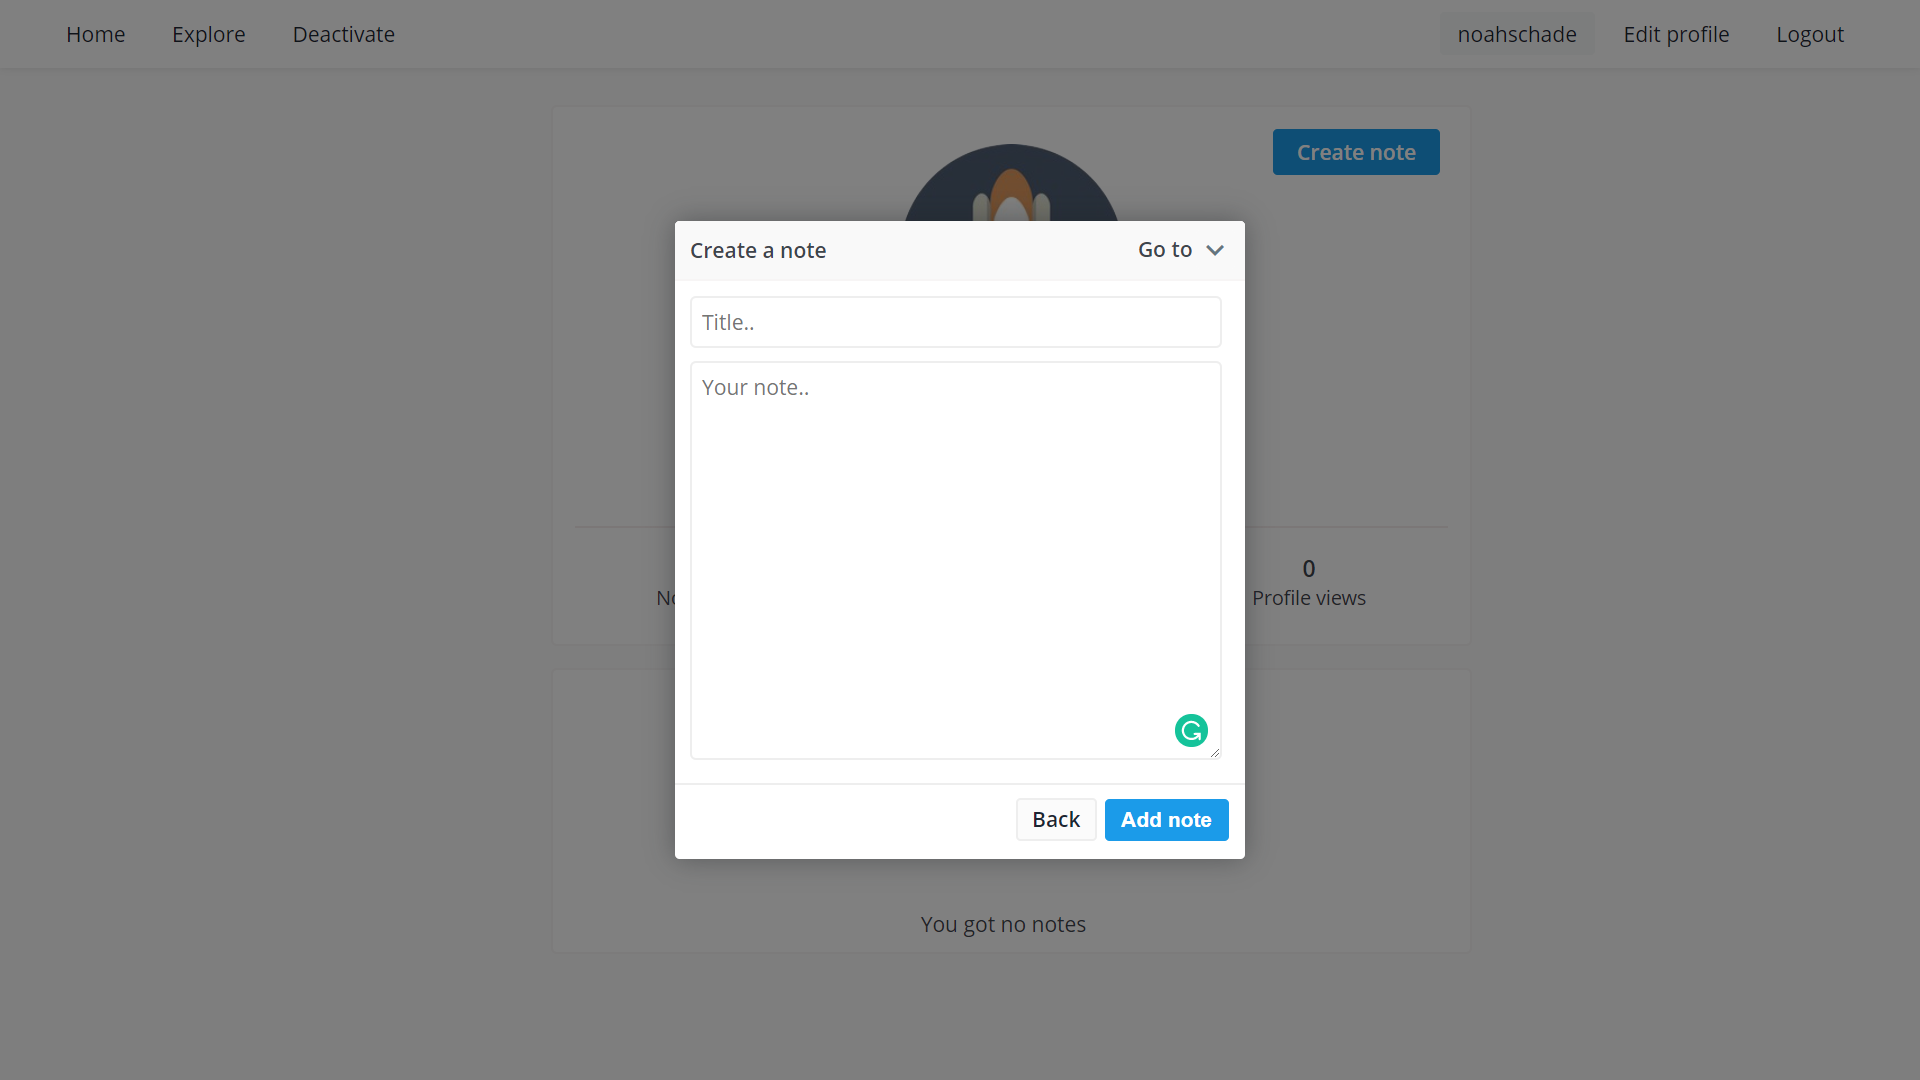 Home Explore Deactivate noahschade Edit profile Logout
Create note
Create a note Go to
Title..
Your note..
0
Profile views
Back Add note
You got no notes